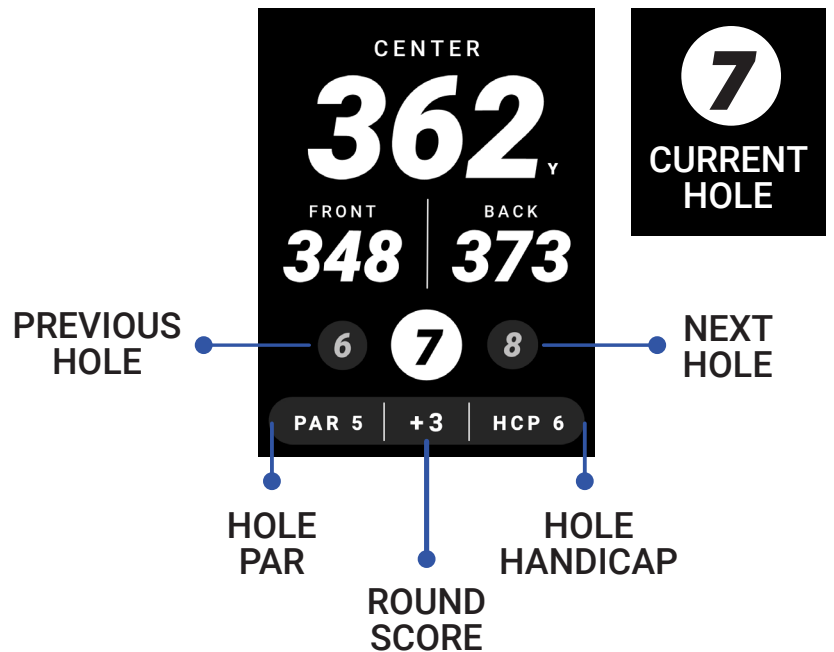 CENTER
362 Y
FRONT
BACK
348
373
7
CURRENT
HOLE
PREVIOUS
HOLE
6
7
8
NEXT
HOLE
PAR 5
+3
HCP 6
HOLE
PAR
HOLE
HANDICAP
ROUND
SCORE